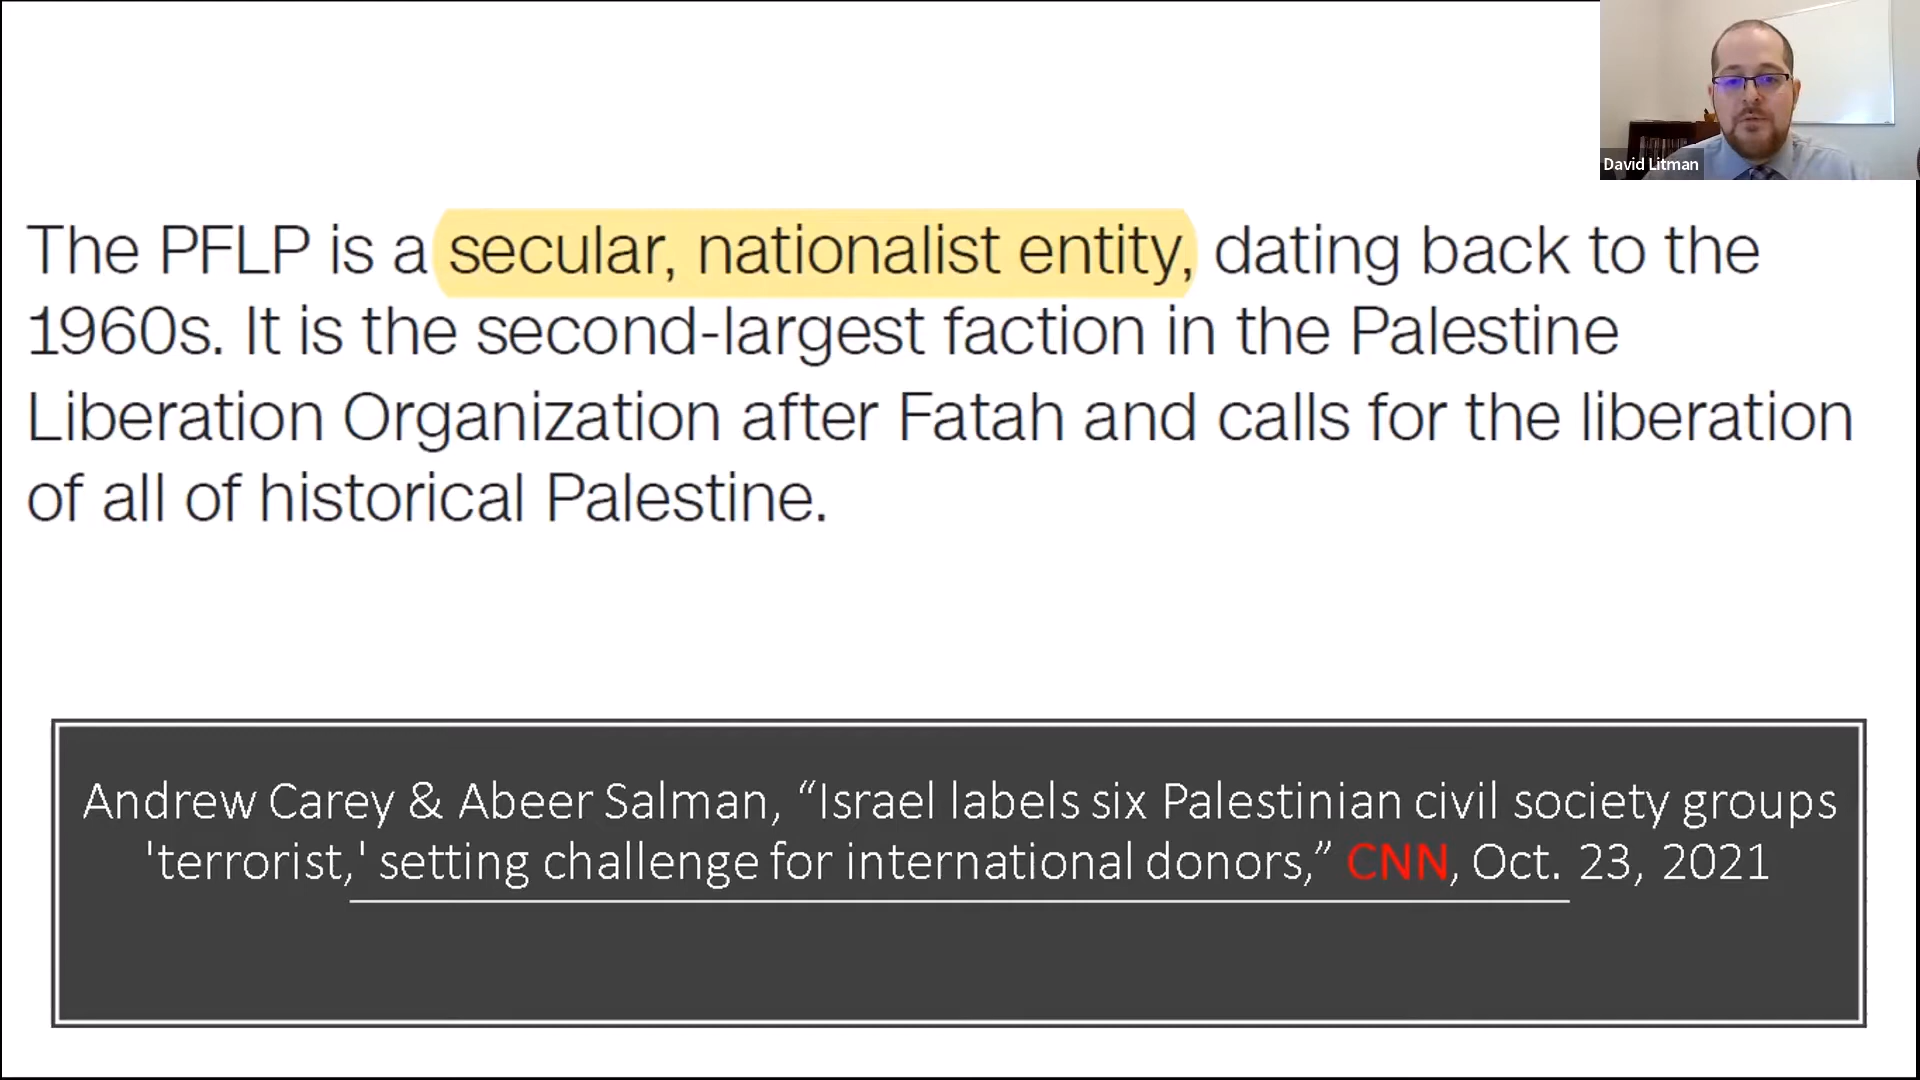 David Litman
The PFLP is a secular, nationalist entity, dating back to the
1960s. It is the second-largest faction in the Palestine
Liberation Organization after Fatah and calls for the liberation
of all of historical Palestine.
Andrew Carey & Abeer Salman, “Israel labels six Palestinian civil society groups
'terrorist,' setting challenge for international donors,” CNN, Oct. 23, 2021